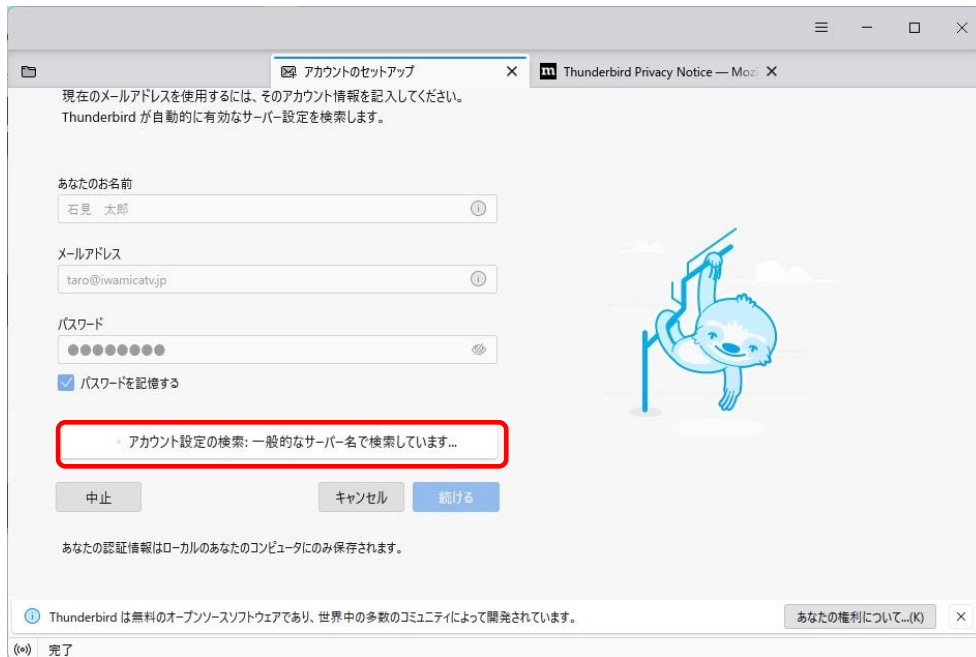 アカウントのセットアップ
Thunderbird Privacy Notice — Moz
現在のメールアドレスを使用するには、そのアカウント情報を記入してください。
Thunderbird が自動的に有効なサーバー設定を検索します。
あなたのお名前
石見　太郎
メールアドレス
taro@iwamicatv.jp
パスワード
パスワードを記憶する
アカウント設定の検索: 一般的なサーバー名で検索しています...
中止
キャンセル
続ける
あなたの認証情報はローカルのあなたのコンピュータにのみ保存されます。
Thunderbird は無料のオープンソースソフトウェアであり、世界中の多数のコミュニティによって開発されています。
あなたの権利について...(K)
完了